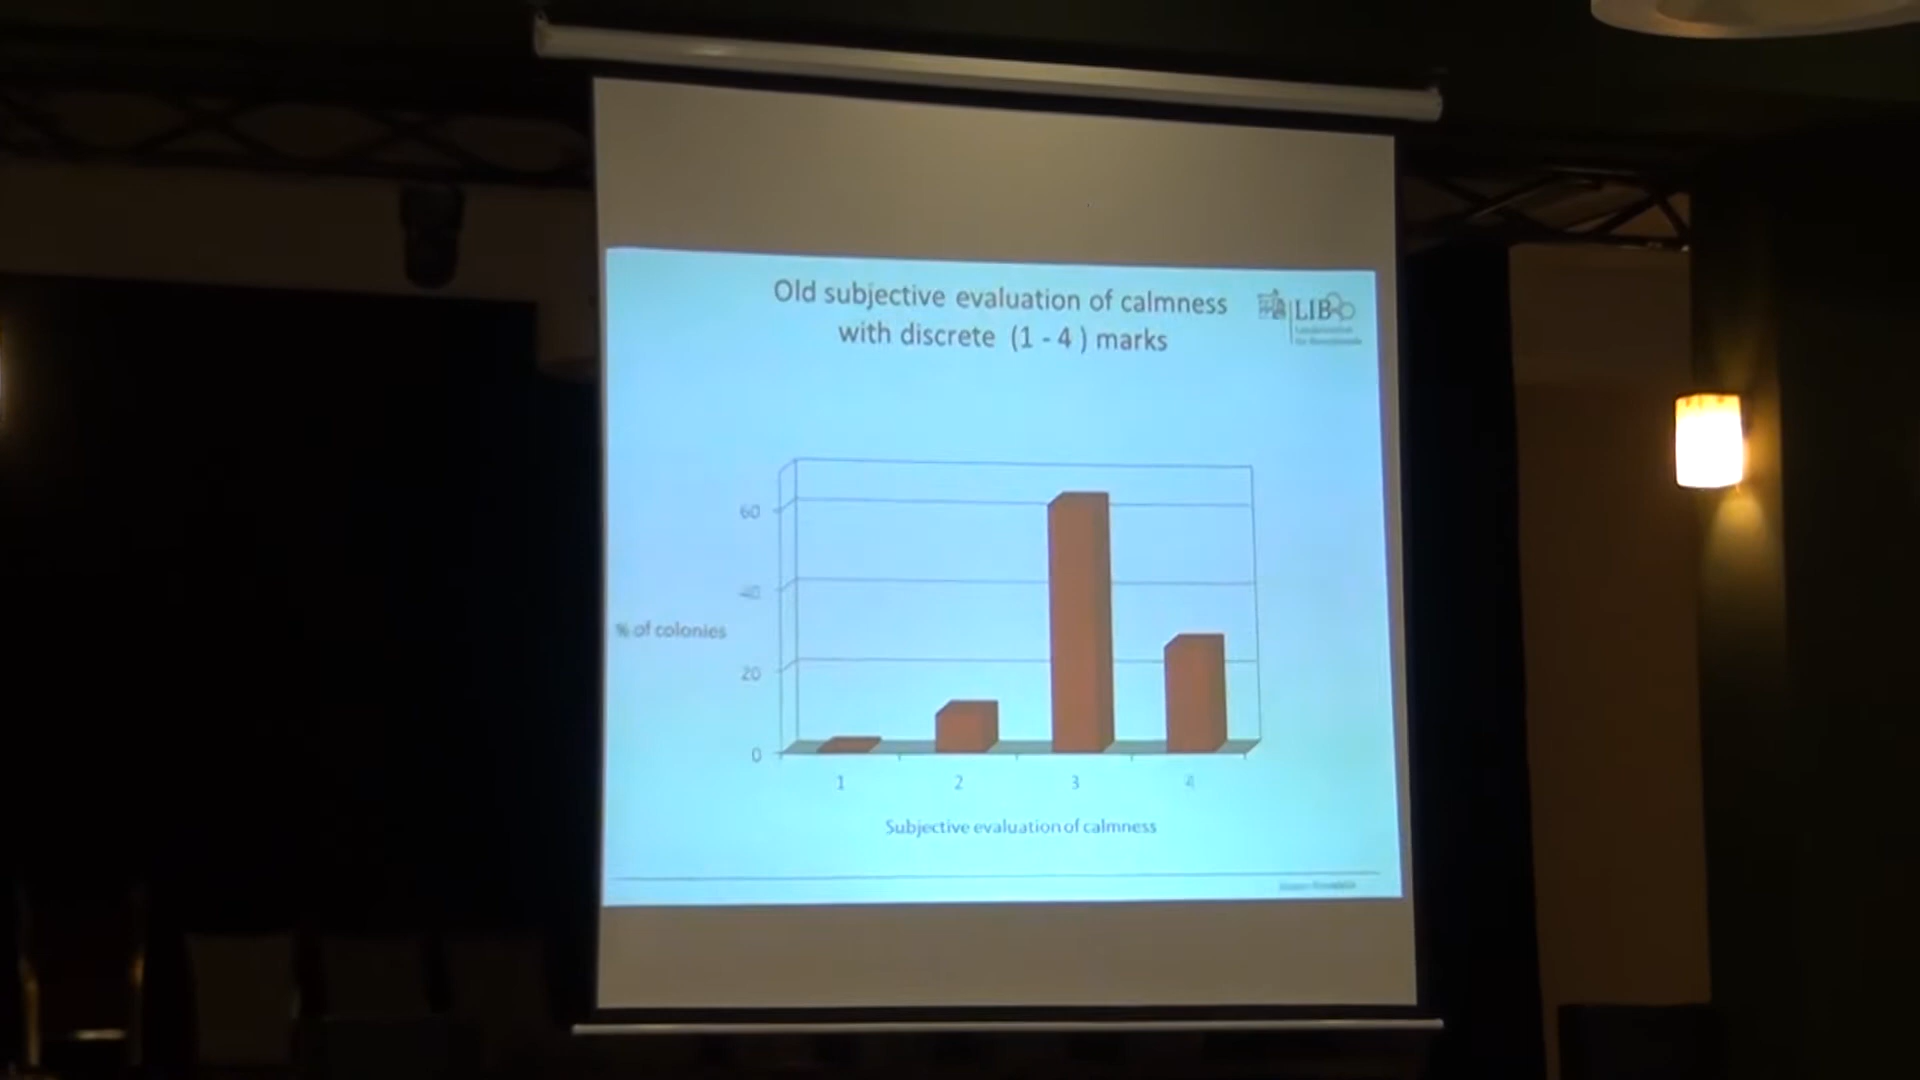 Old subjective evaluation of calmness
with discrete (1 - 4 ) marks
LIB
60
40
% of colonies
20
0
1 2 3 4
Subjective evaluation of calmness